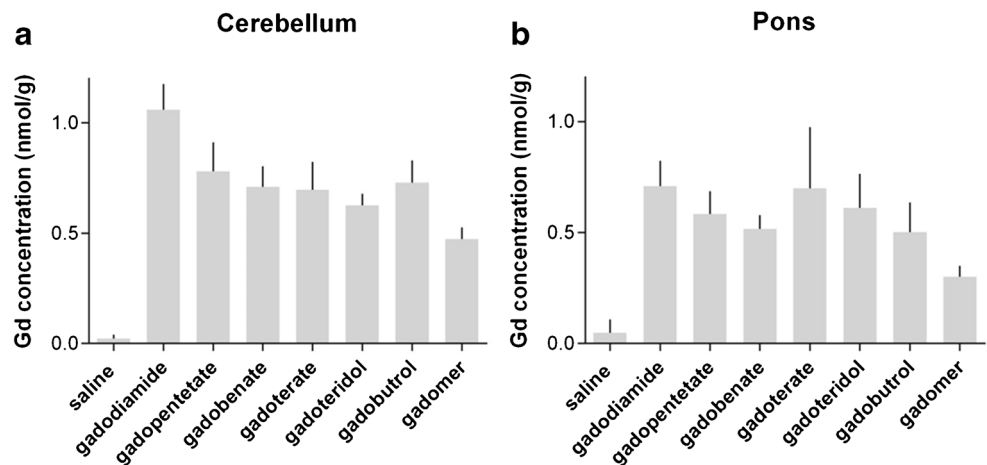 a
Cerebellum
Gd concentration (nmol/g)
1.0
0.5
0.0
saline
gadodiamide
gadopentetate
gadobenate
gadoterate
gadoteridol
gadobutrol
gadomer
b
Pons
Gd concentration (nmol/g)
1.0
0.5
0.0
saline
gadodiamide
gadopentetate
gadobenate
gadoterate
gadoteridol
gadobutrol
gadomer